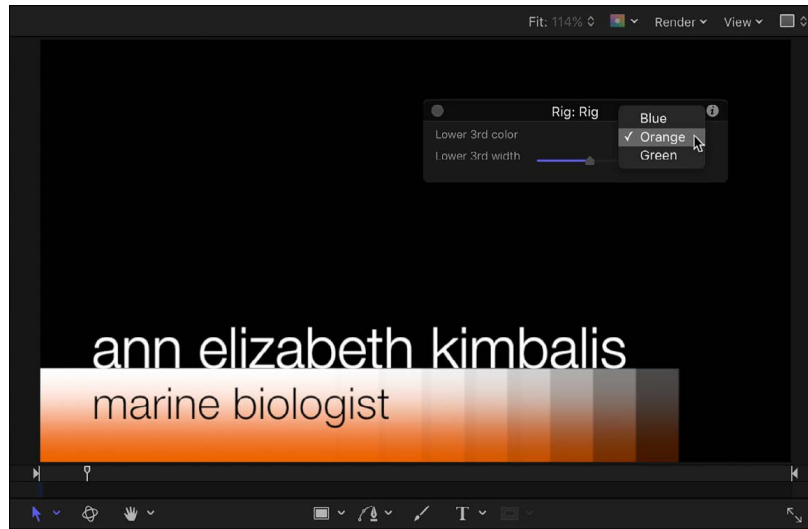 Fit: 114% Render View
Rig: Rig
Lower 3rd color
Lower 3rd width
Blue
✓ Orange
Green
ann elizabeth kimbalis
marine biologist
T